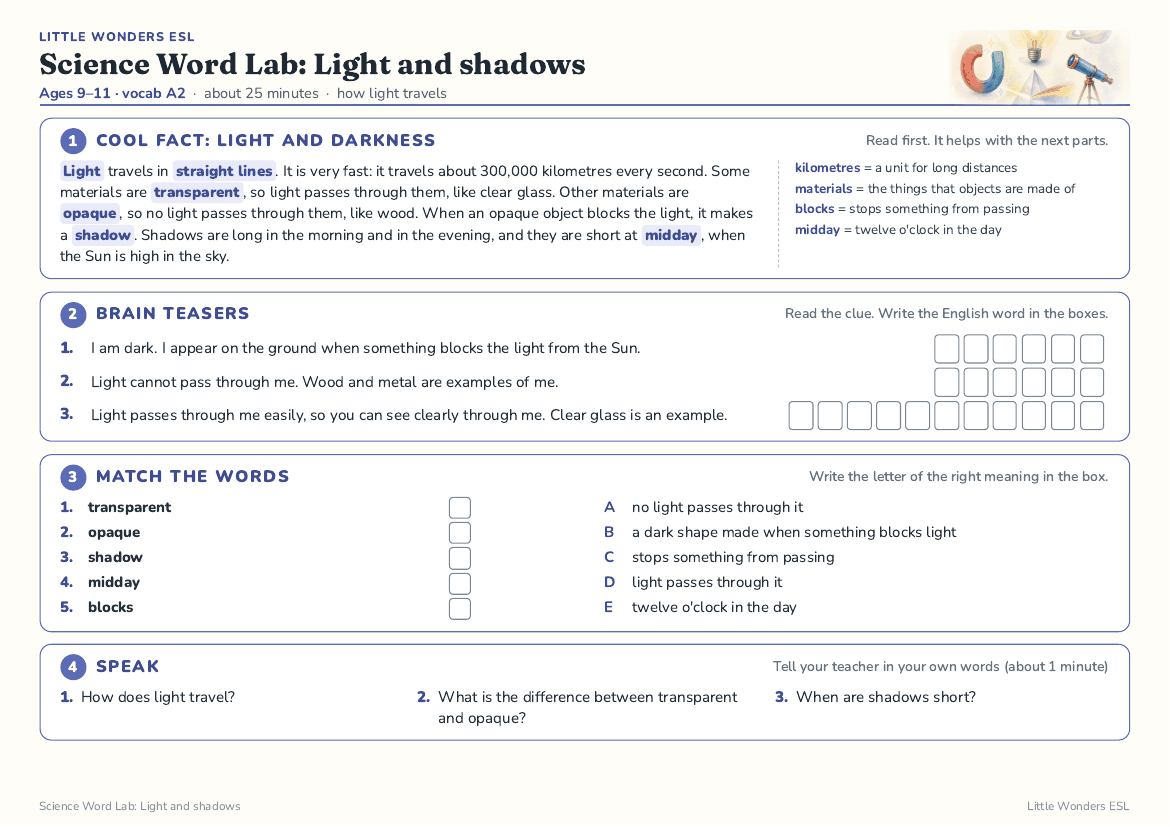 LITTLE WONDERS ESL
Science Word Lab: Light and shadows
Ages 9–11 · vocab A2 · about 25 minutes · how light travels
1 COOL FACT: LIGHT AND DARKNESS
Read first. It helps with the next parts.
Light travels in straight lines. It is very fast: it travels about 300,000 kilometres every second. Some
materials are transparent, so light passes through them, like clear glass. Other materials are
opaque, so no light passes through them, like wood. When an opaque object blocks the light, it makes
a shadow. Shadows are long in the morning and in the evening, and they are short at midday, when
the Sun is high in the sky.
kilometres = a unit for long distances
materials = the things that objects are made of
blocks = stops something from passing
midday = twelve o'clock in the day
2 BRAIN TEASERS
Read the clue. Write the English word in the boxes.
1. I am dark. I appear on the ground when something blocks the light from the Sun.
2. Light cannot pass through me. Wood and metal are examples of me.
3. Light passes through me easily, so you can see clearly through me. Clear glass is an example.
3 MATCH THE WORDS
Write the letter of the right meaning in the box.
1. transparent
2. opaque
3. shadow
4. midday
5. blocks
A no light passes through it
B a dark shape made when something blocks light
C stops something from passing
D light passes through it
E twelve o'clock in the day
4 SPEAK
Tell your teacher in your own words (about 1 minute)
1. How does light travel?
2. What is the difference between transparent
and opaque?
3. When are shadows short?
Science Word Lab: Light and shadows
Little Wonders ESL